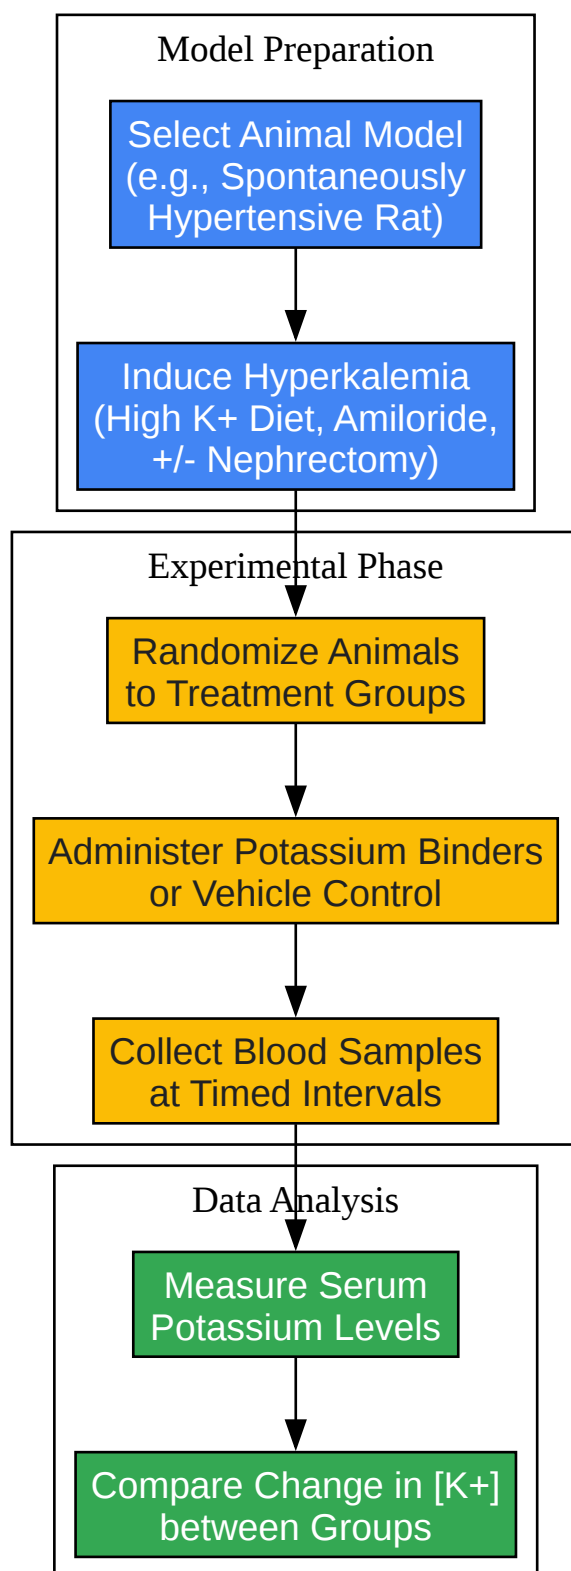 Model Preparation
Select Animal Model
(e.g., Spontaneously
Hypertensive Rat)
Induce Hyperkalemia
(High K+ Diet, Amiloride,
+/- Nephrectomy)
Experimental Phase
Randomize Animals
to Treatment Groups
Administer Potassium Binders
or Vehicle Control
Collect Blood Samples
at Timed Intervals
Data Analysis
Measure Serum
Potassium Levels
Compare Change in [K+]
between Groups